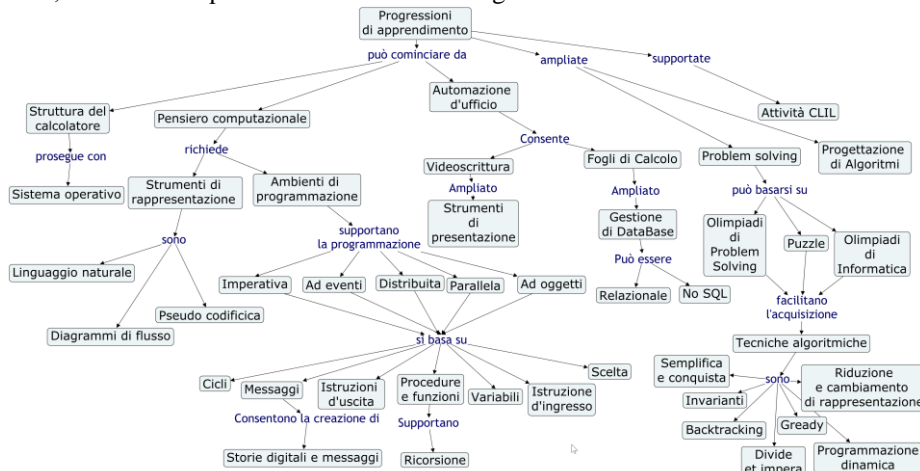 Progressioni
di apprendimento
può cominciare da
ampliate
supportate
Automazione
d'ufficio
Struttura del
calcolatore
Pensiero computazionale
Attività CLIL
Consente
prosegue con
richiede
Videoscrittura
Fogli di Calcolo
Problem solving
Progettazione
di Algoritmi
Sistema operativo
Strumenti di
rappresentazione
Ambienti di
programmazione
Ampliato
Ampliato
può basarsi su
Strumenti di
presentazione
Gestione
di DataBase
Olimpiadi
di
Problem
Solving
Puzzle
Olimpiadi
di
Informatica
sono
supportano
la programmazione
Può essere
Linguaggio naturale
Imperativa
Ad eventi
Distribuita
Parallela
Ad oggetti
Relazionale
No SQL
facilitano
l'acquisizione
Pseudo codificica
Diagrammi di flusso
si basa su
Tecniche algoritmiche
Cicli
Messaggi
Istruzioni
d'uscita
Procedure
e funzioni
Variabili
Istruzione
d'ingresso
Scelta
Semplifica
e conquista
sono
Riduzione
e cambiamento
di rappresentazione
Invarianti
Consentono la creazione di
Supportano
Backtracking
Gready
Storie digitali e messaggi
Ricorsione
Divide
et impera
Programmazione
dinamica